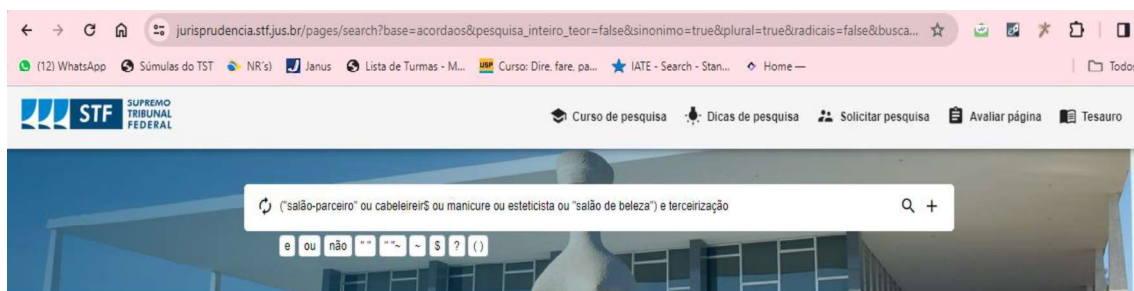 jurisprudencia.stf.jus.br/pages/search?base=acordaos&pesquisa_inteiro_teor=false&sinonimo=true&plural=true&radicais=false&busca...
(12) WhatsApp Súmulas do TST NR's) Janus Lista de Turmas - M... USP Curso: Dire, fare, pa... IATE - Search - Stan... Home — Todos
STF SUPREMO TRIBUNAL FEDERAL Curso de pesquisa Dicas de pesquisa Solicitar pesquisa Avaliar página Tesauro
("salão-parceiro" ou cabeleireir$ ou manicure ou esteticista ou "salão de beleza") e terceirização
e ou não "" ""~ ~ $ ? ()